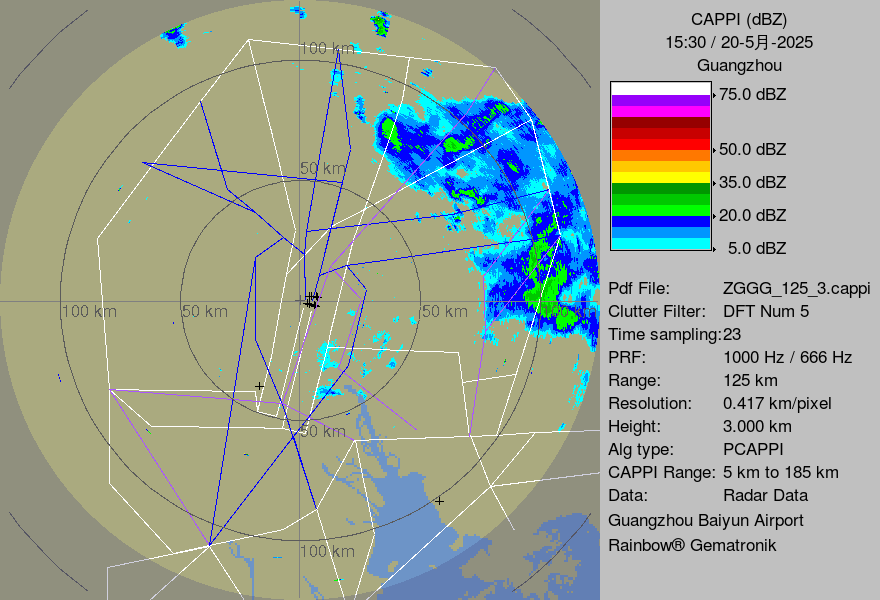 CAPPI (dBZ)
15:30 / 20-5月-2025
Guangzhou
75.0 dBZ
50.0 dBZ
35.0 dBZ
20.0 dBZ
5.0 dBZ
Pdf File: ZGGG_125_3.cappi
Clutter Filter: DFT Num 5
Time sampling:23
PRF: 1000 Hz / 666 Hz
Range: 125 km
Resolution: 0.417 km/pixel
Height: 3.000 km
Alg type: PCAPPI
CAPPI Range: 5 km to 185 km
Data: Radar Data
Guangzhou Baiyun Airport
Rainbow® Gematronik
100 km
50 km
100 km
50 km
50 km
50 km
100 km